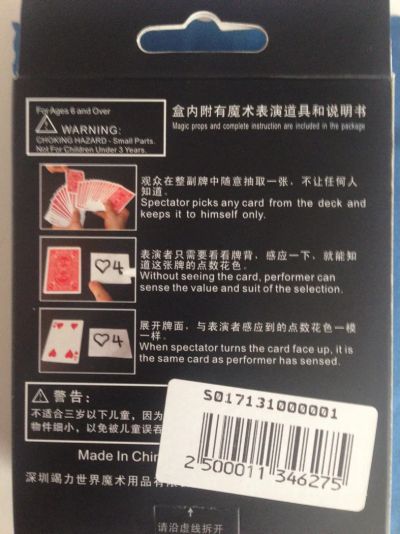 For Ages 8 and Over
WARNING:
CHOKING HAZARD - Small Parts.
Not For Children Under 3 Years.
盒内附有魔术表演道具和说明书
Magic props and complete instruction are included in the package
观众在整副牌中随意抽取一张、不让任何人
知道。
Spectator picks any card from the deck and
keeps it to himself only.
♡4
表演者只需要看看牌背、感应一下、就能知
道这张牌的点数花色。
Without seeing the card, performer can
sense the value and suit of the selection.
♡4
展开牌面、与表演者感应到的点数花色一模
一样。
When spectator turns the card face up, it is
the same card as performer has sensed.
警告:
不适合三岁以下儿童，因为
物件细小，以免被儿童误吞
Made In Chin
深圳竭力世界魔术用品有
S017131000001
2 500011 346275
请沿虚线拆开